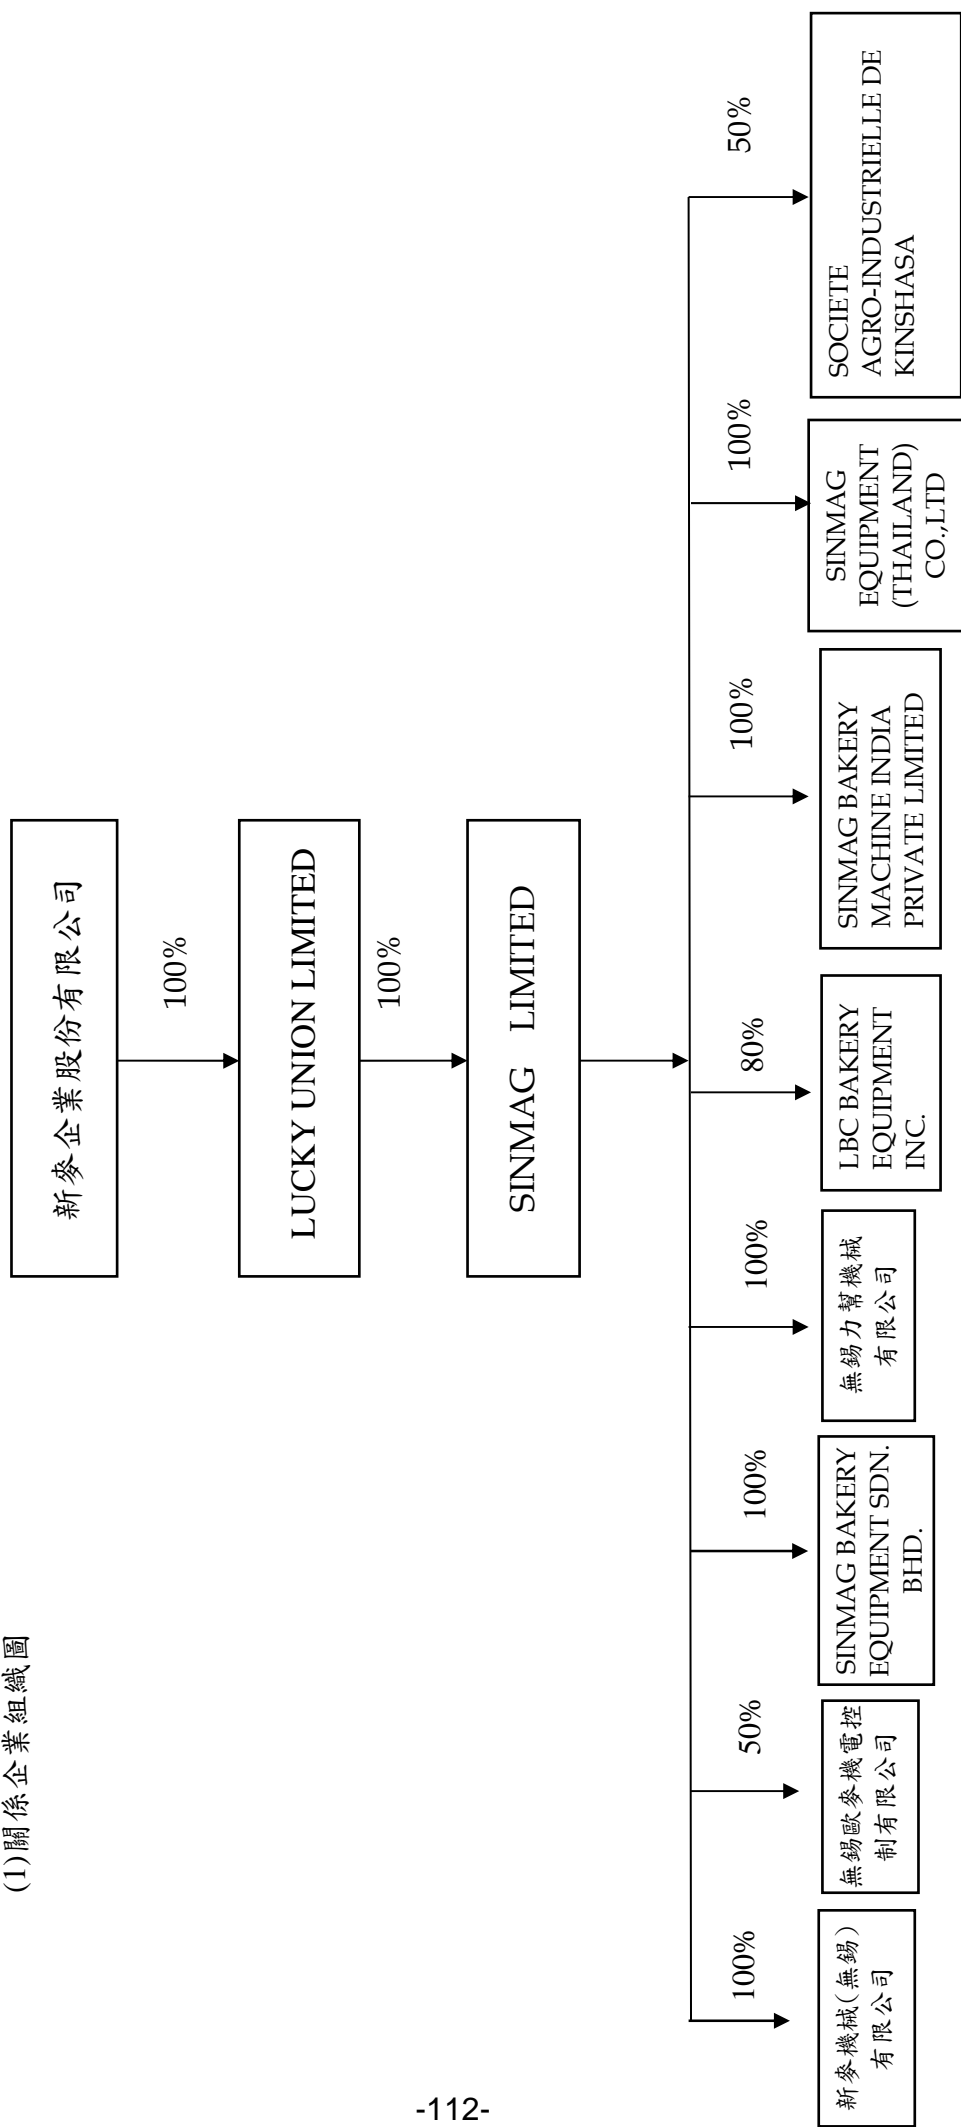 (1)關係企業組織圖
新麥企業股份有限公司
100%
LUCKY UNION LIMITED
100%
SINMAG LIMITED
100%
50%
100%
100%
80%
100%
100%
50%
新麥機械(無錫)
有限公司
無錫歐麥機電控
制有限公司
SINMAG BAKERY
EQUIPMENT SDN.
BHD.
無錫力幫機械
有限公司
LBC BAKERY
EQUIPMENT
INC.
SINMAG BAKERY
MACHINE INDIA
PRIVATE LIMITED
SINMAG
EQUIPMENT
(THAILAND)
CO.,LTD
SOCIETE
AGRO-INDUSTRIELLE DE
KINSHASA
-112-